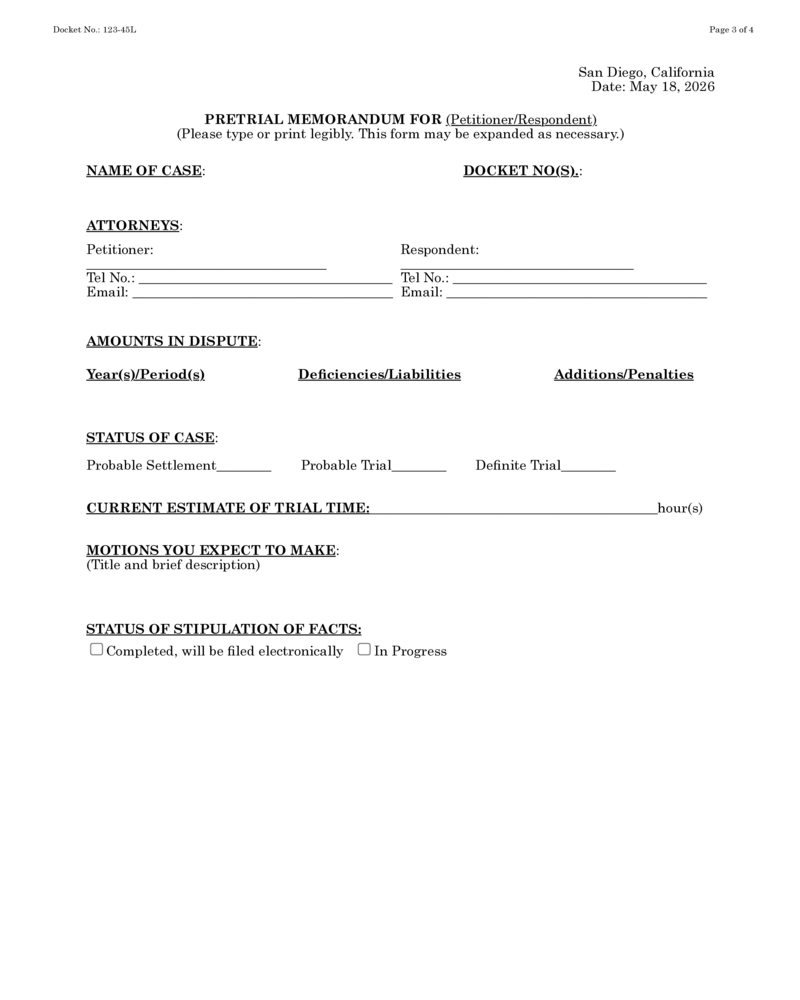 Docket No.: 123-45L Page 3 of 4
San Diego, California
Date: May 18, 2026
PRETRIAL MEMORANDUM FOR (Petitioner/Respondent)
(Please type or print legibly. This form may be expanded as necessary.)
NAME OF CASE: DOCKET NO(S).:
ATTORNEYS:
Petitioner: Respondent:
Tel No.: Tel No.:
Email: Email:
AMOUNTS IN DISPUTE:
Year(s)/Period(s) Deficiencies/Liabilities Additions/Penalties
STATUS OF CASE:
Probable Settlement Probable Trial Definite Trial
CURRENT ESTIMATE OF TRIAL TIME: hour(s)
MOTIONS YOU EXPECT TO MAKE:
(Title and brief description)
STATUS OF STIPULATION OF FACTS:
Completed, will be filed electronically In Progress